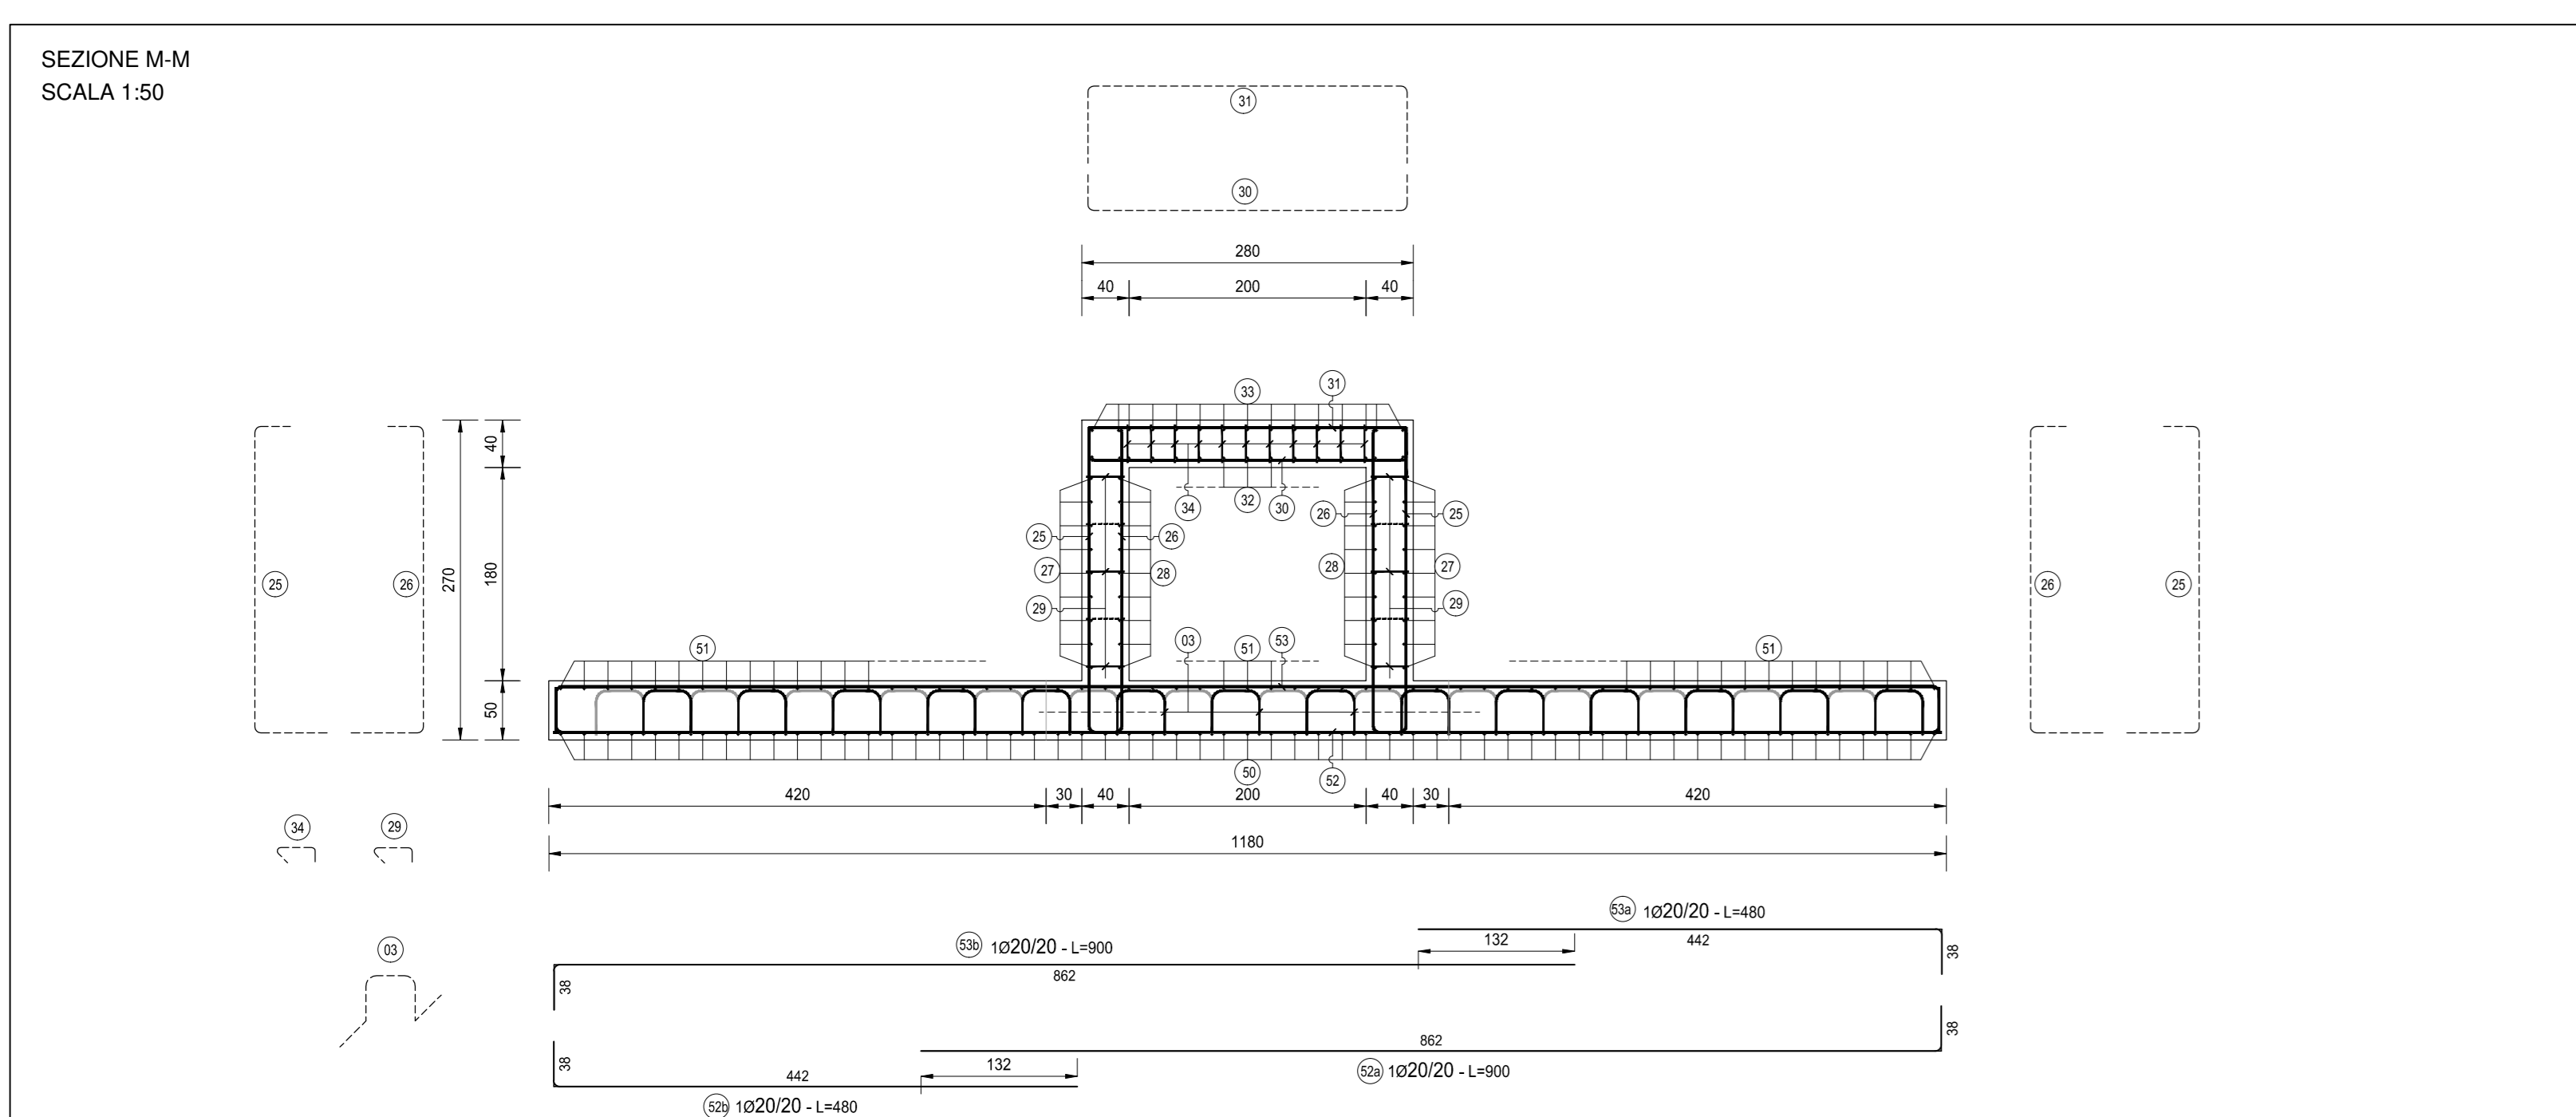 SEZIONE M-M
SCALA 1:50
31
30
280
40 200 40
33 31
34 32 30
40
180
270
50
25 26
25 26
27 28
29
26 25
28 27
29
26 25
51 03 51 53 51
50 52
420 30 40 200 40 30 420
1180
34 29
03
53a 1Ø20/20 - L=480
132 442 38
53b 1Ø20/20 - L=900
862 38
862 38
52a 1Ø20/20 - L=900
38 442 132
52b 1Ø20/20 - L=480